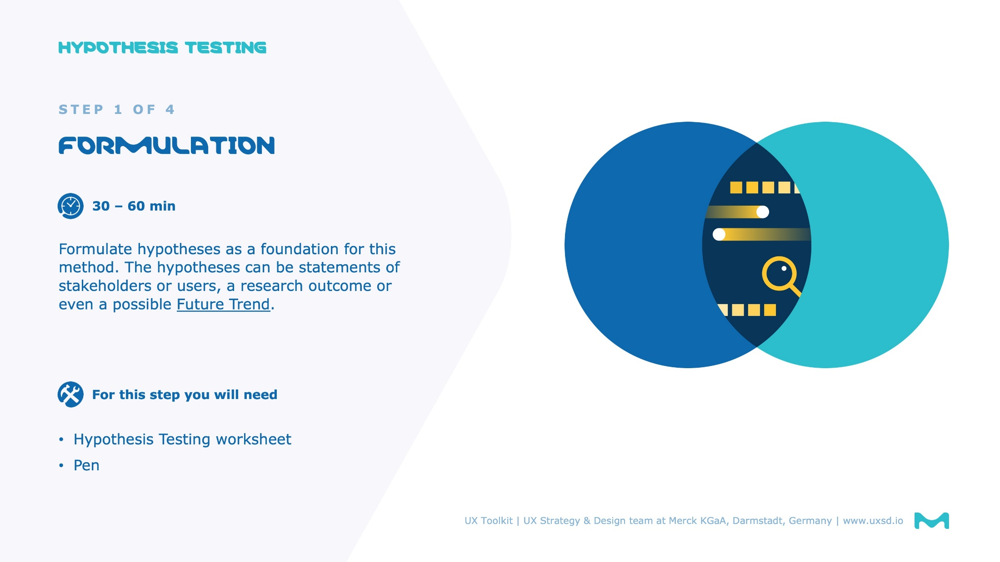 HYPOTHESIS TESTING
STEP 1 OF 4
FORMULATION
30 – 60 min
Formulate hypotheses as a foundation for this
method. The hypotheses can be statements of
stakeholders or users, a research outcome or
even a possible Future Trend.
For this step you will need
• Hypothesis Testing worksheet
• Pen
UX Toolkit | UX Strategy & Design team at Merck KGaA, Darmstadt, Germany | www.uxsd.io